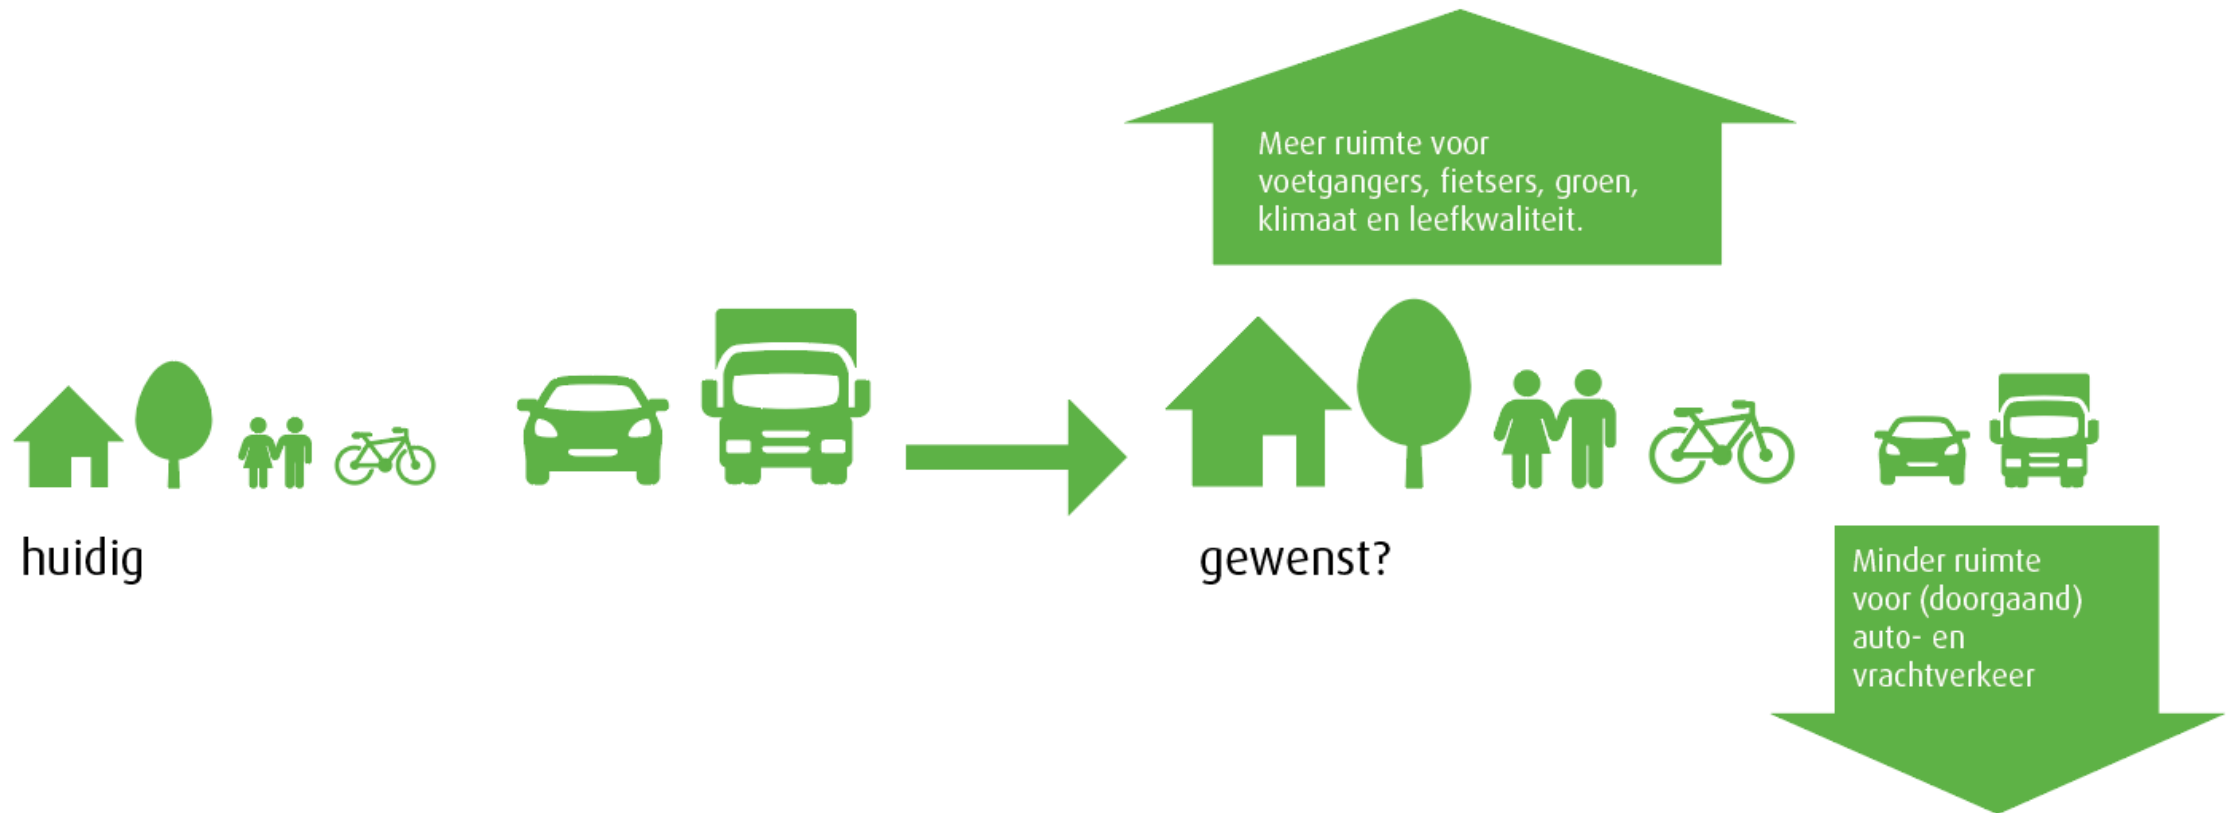 Meer ruimte voor
voetgangers, fietsers, groen,
klimaat en leefkwaliteit.
huidig
gewenst?
Minder ruimte
voor (doorgaand)
auto- en
vrachtverkeer